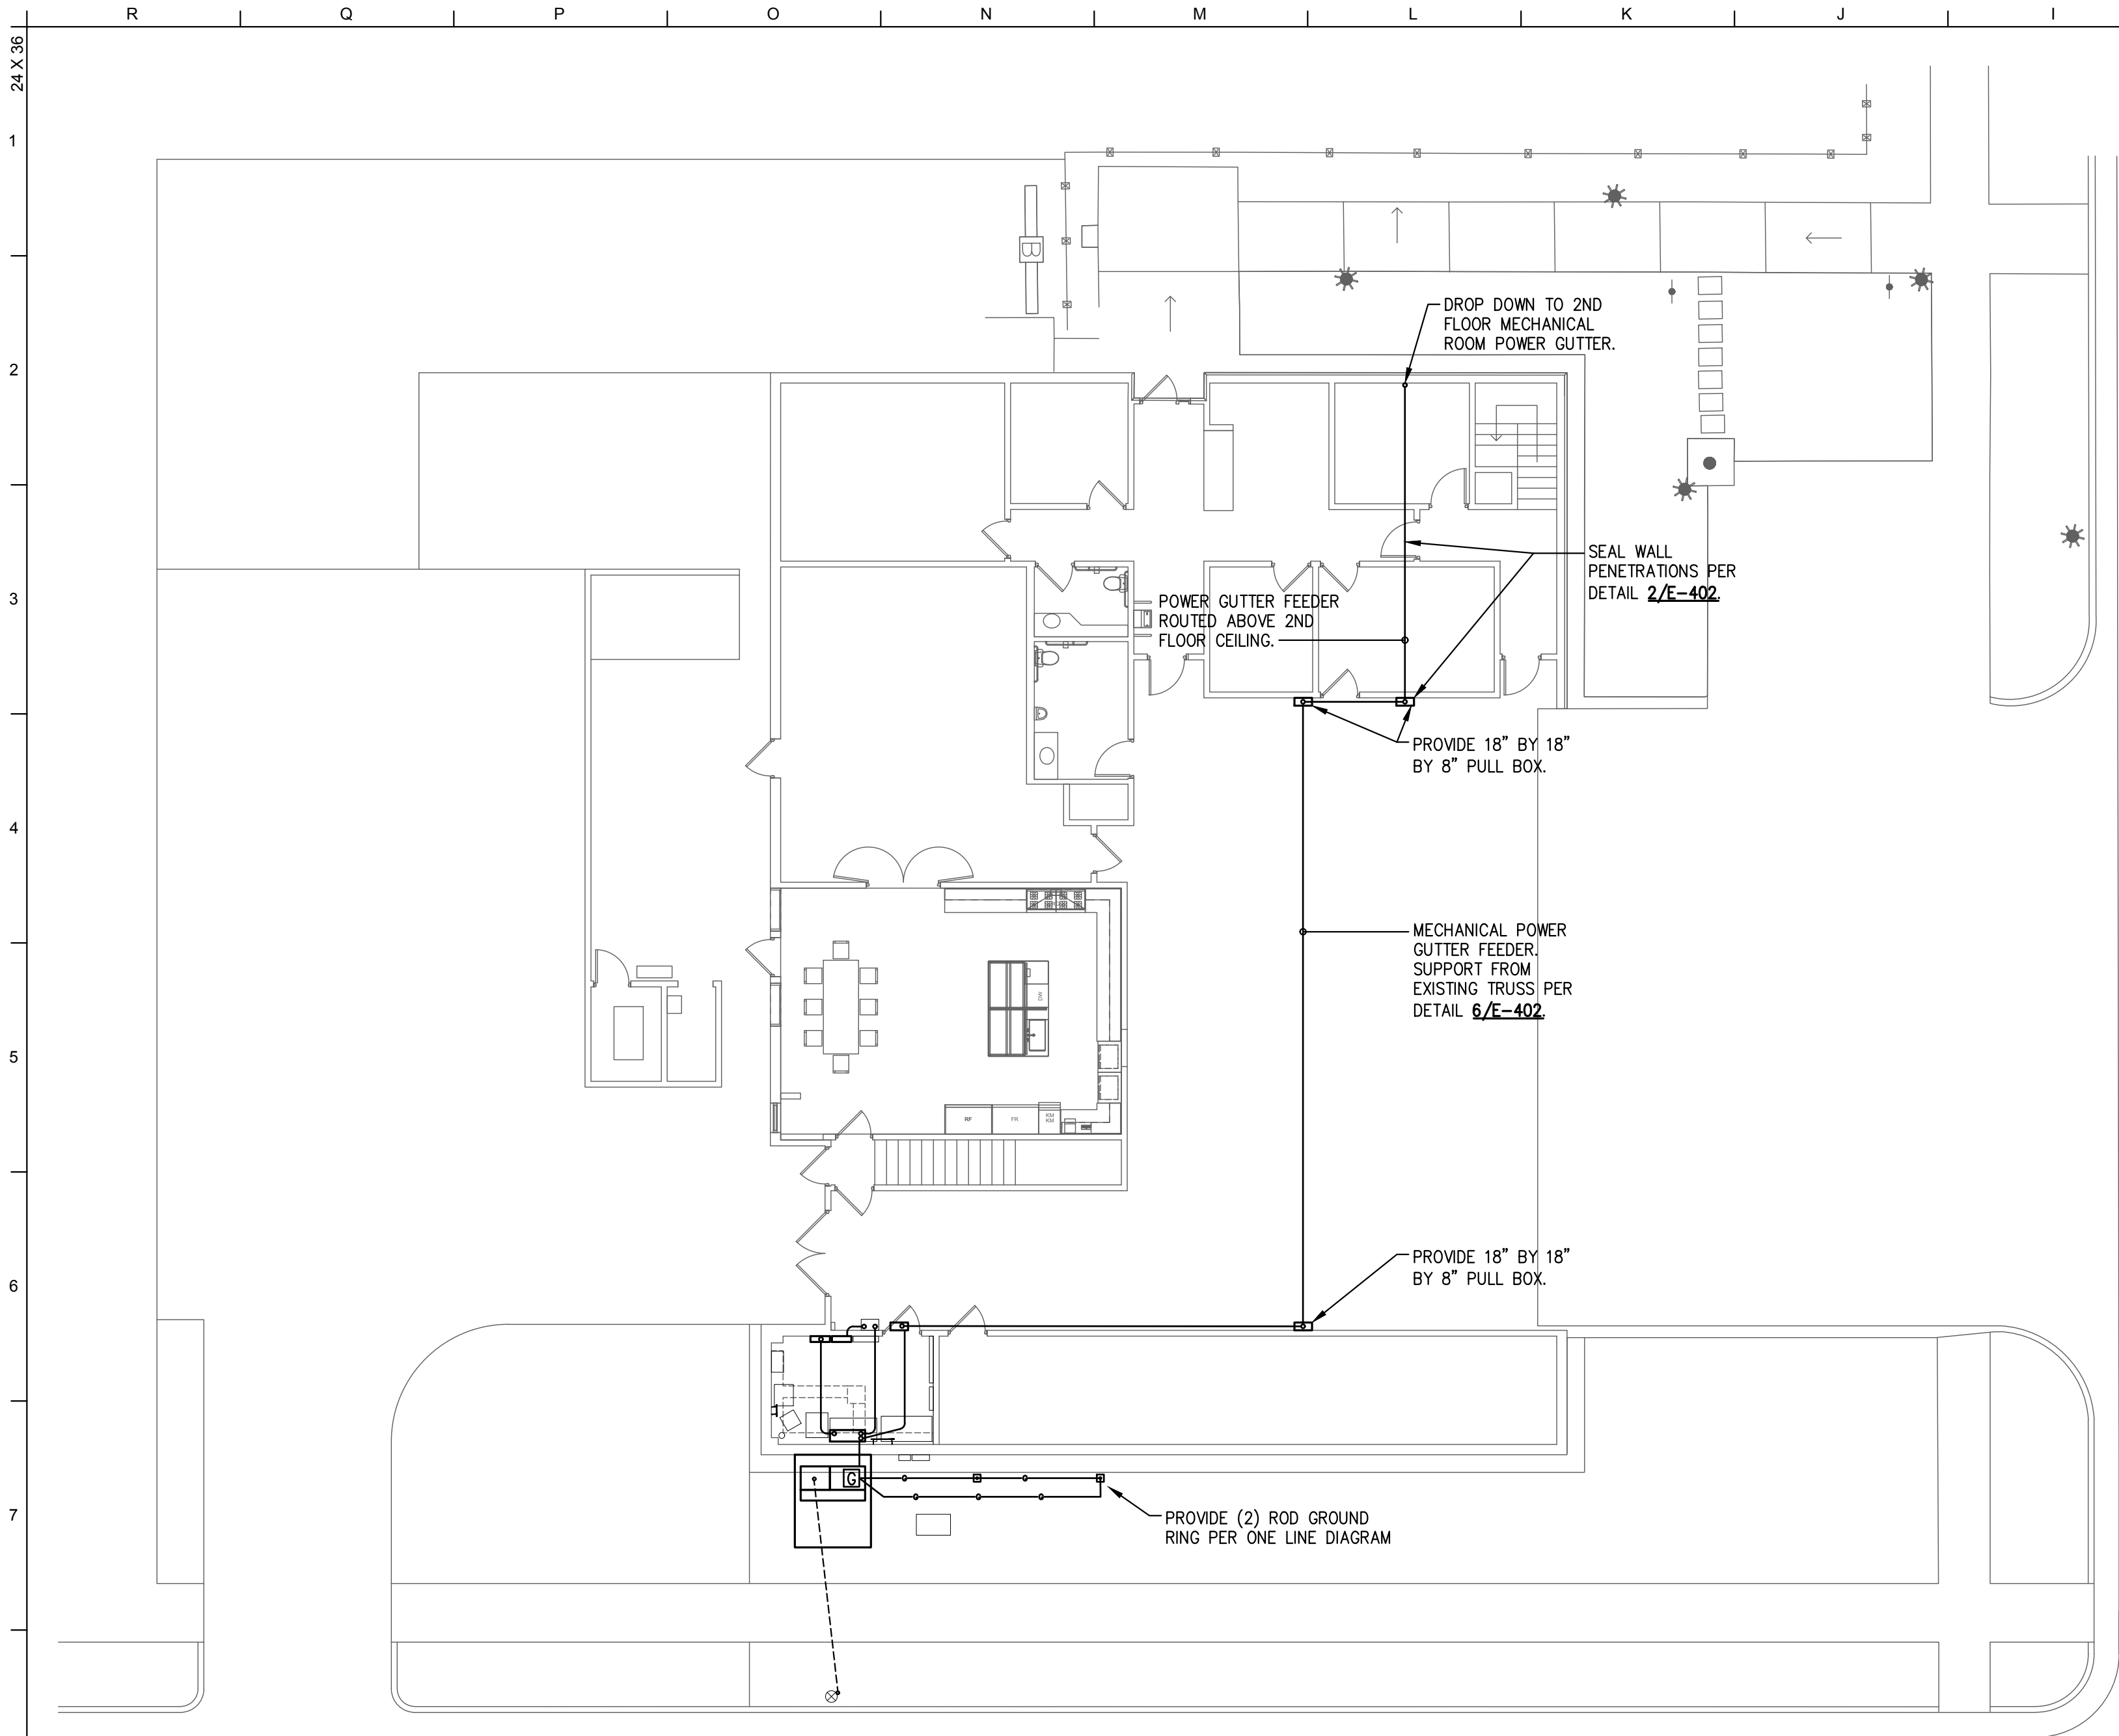 R
Q
P
O
N
M
L
K
J
I
24 X 36
1
2
3
4
5
6
7
B
DROP DOWN TO 2ND
FLOOR MECHANICAL
ROOM POWER GUTTER.
SEAL WALL
PENETRATIONS PER
DETAIL 2/E-402.
POWER GUTTER FEEDER
ROUTED ABOVE 2ND
FLOOR CEILING.
PROVIDE 18" BY 18"
BY 8" PULL BOX.
MECHANICAL POWER
GUTTER FEEDER.
SUPPORT FROM
EXISTING TRUSS PER
DETAIL 6/E-402.
DW
RF
FR
KM
KM
PROVIDE 18" BY 18"
BY 8" PULL BOX.
G
PROVIDE (2) ROD GROUND
RING PER ONE LINE DIAGRAM